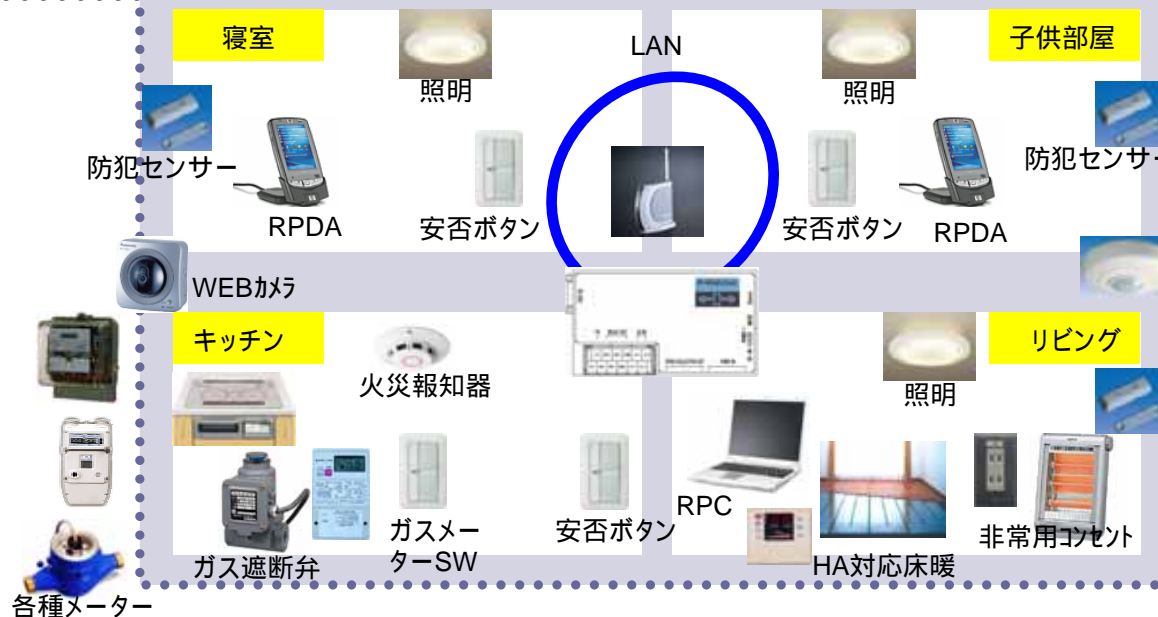 寝室
LAN
子供部屋
照明
照明
防犯センサー
防犯センサー
RPDA
安否ボタン
安否ボタン
RPDA
WEBカメラ
キッチン
リビング
火災報知器
照明
RPC
ガス遮断弁
ガスメー
ターSW
安否ボタン
HA対応床暖
非常用コンセント
各種メーター